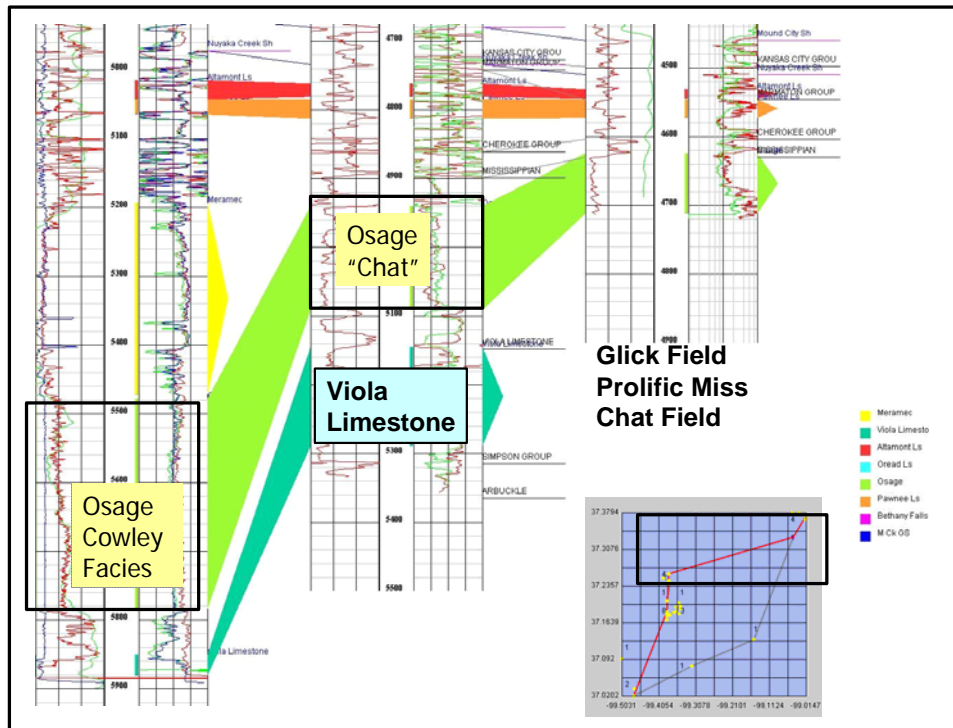 Nuyaka Creek Sh
Altamont Ls
Meramec
Viola Limestone
5100
5200
5300
5400
5500
5600
5800
5900
Osage
Cowley
Facies
4700
4800
4900
5100
5300
5400
5500
KANSAS CITY GROU
Altamont Ls
CHEROKEE GROUP
MISSISSIPPIAN
VIOLA LIMESTONE
SIMPSON GROUP
ARBUCKLE
Osage
“Chat”
Viola
Limestone
4500
4600
4700
4800
4900
Mound City Sh
KANSAS CITY GROU
Nuyaka Creek Sh
Altamont Ls
MARMATON GROUP
Pawnee Ls
CHEROKEE GROUP
MISSISSIPPIAN
Glick Field
Prolific Miss
Chat Field
Meramec
Viola Limesto
Altamont Ls
Oread Ls
Osage
Pawnee Ls
Bethany Falls
M Ck GS
37.3794
37.3076
37.2357
37.1639
37.092
37.0202
-99.5031
-99.4054
-99.3078
-99.2101
-99.1124
-99.0147